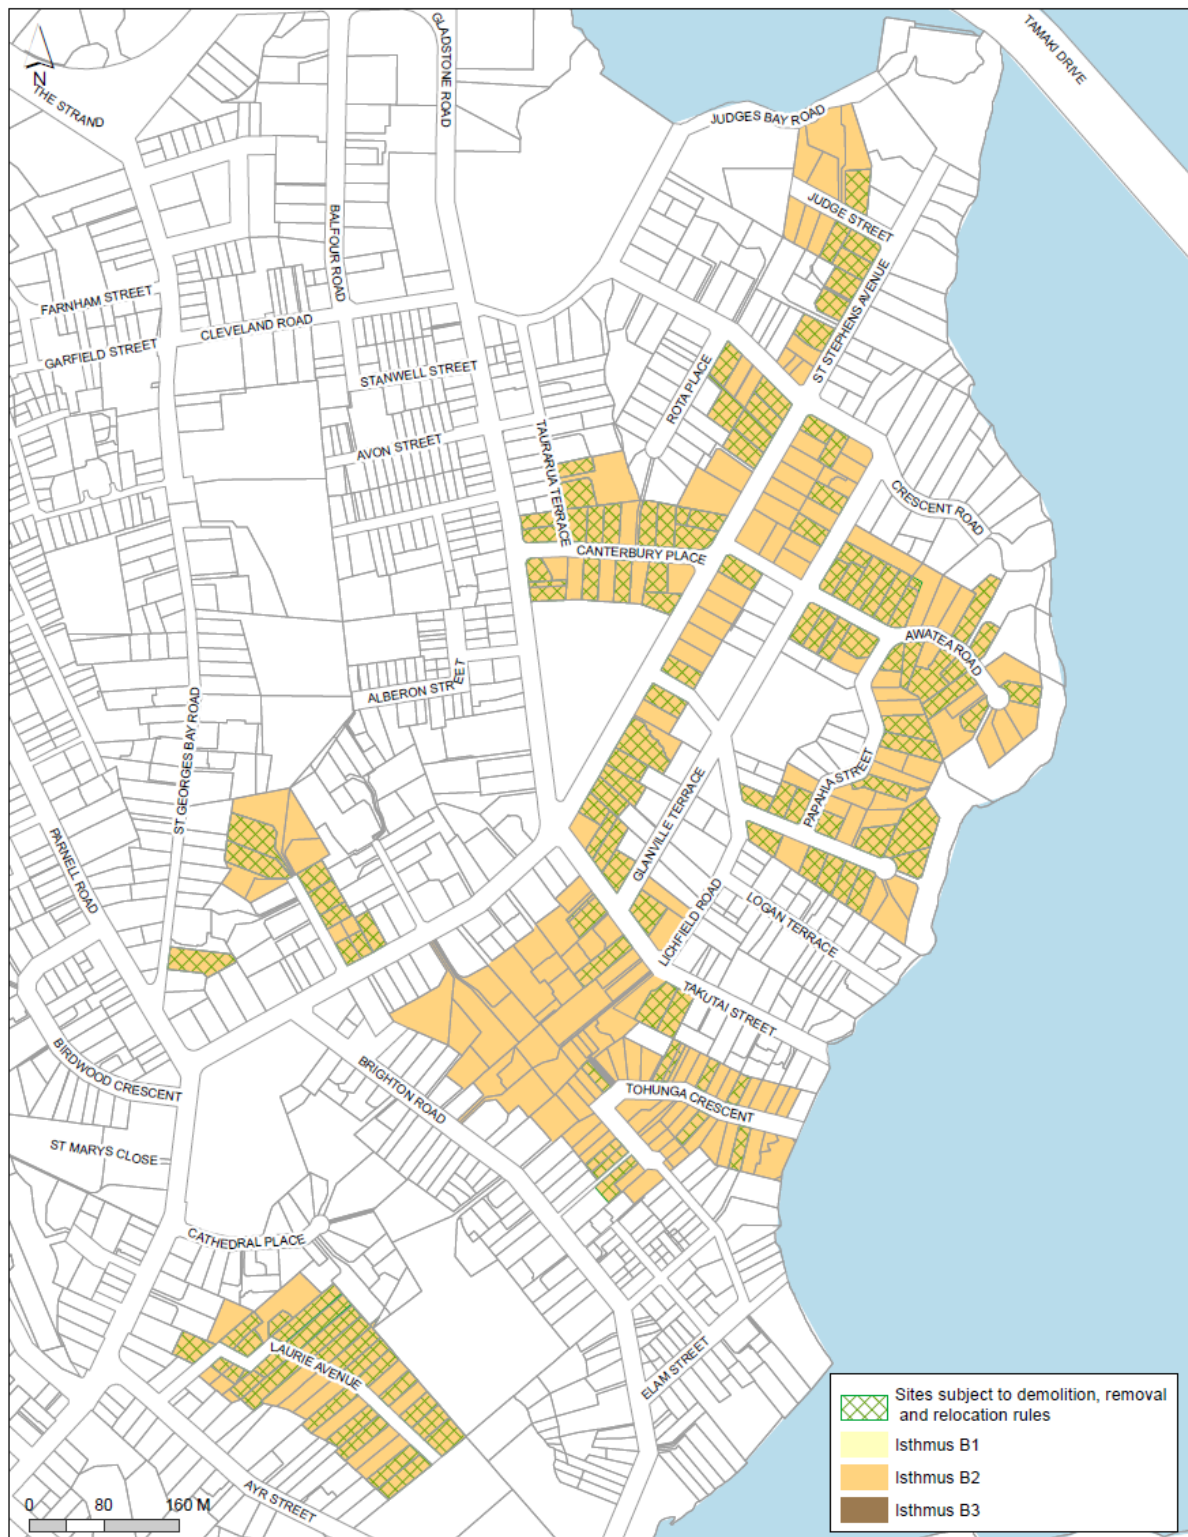 TAMAKI DRIVE
GLADSTONE ROAD
N
THE STRAND
JUDGES BAY ROAD
JUDGE STREET
BALFOUR ROAD
ST STEPHENS AVENUE
FARNHAM STREET
CLEVELAND ROAD
GARFIELD STREET
STANWELL STREET
ROTA PLACE
TAURARUA TERRACE
AVON STREET
CRESCENT ROAD
CANTERBURY PLACE
AWATEA ROAD
ALBERON STREET
ST GEORGES BAY ROAD
PAPAHIA STREET
GLANVILLE TERRACE
PARNELL ROAD
LICHFIELD ROAD
LOGAN TERRACE
TAKUTAI STREET
BIRDWOOD CRESCENT
BRIGHTON ROAD
TOHUNGA CRESCENT
ST MARYS CLOSE
CATHEDRAL PLACE
LAURIE AVENUE
ELAM STREET
AYR STREET
Sites subject to demolition, removal
and relocation rules
Isthmus B1
Isthmus B2
Isthmus B3
0 80 160 M